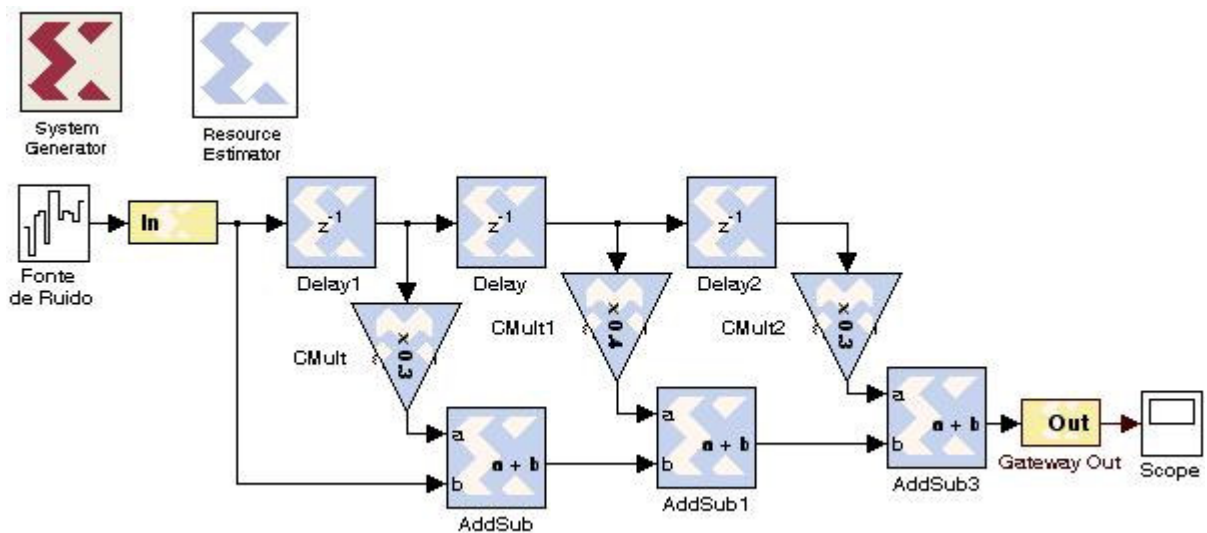 System
Generator
Resource
Estimator
Fonte
de Ruido
In
z-1
Delay1
z-1
Delay
z-1
Delay2
CMult
x 0.3
CMult1
x 0.4
CMult2
x 0.3
a
b
a + b
AddSub
a
b
a + b
AddSub1
a
b
a + b
AddSub3
Out
Gateway Out
Scope